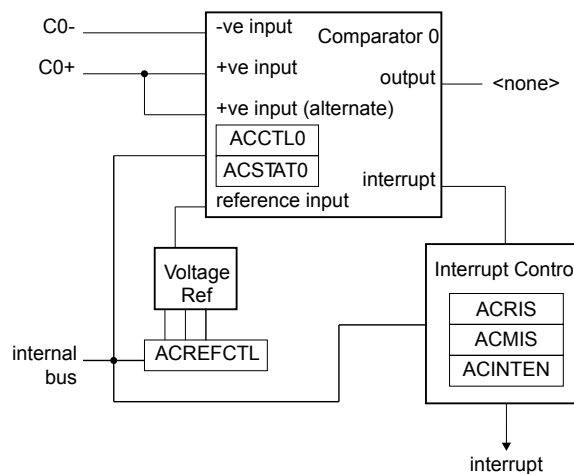 C0-
-ve input
Comparator 0
C0+
+ve input
output
<none>
+ve input (alternate)
ACCTL0
ACSTAT0
interrupt
reference input
Voltage
Ref
Interrupt Control
ACRIS
ACMIS
ACINTEN
internal
bus
ACREFCTL
interrupt